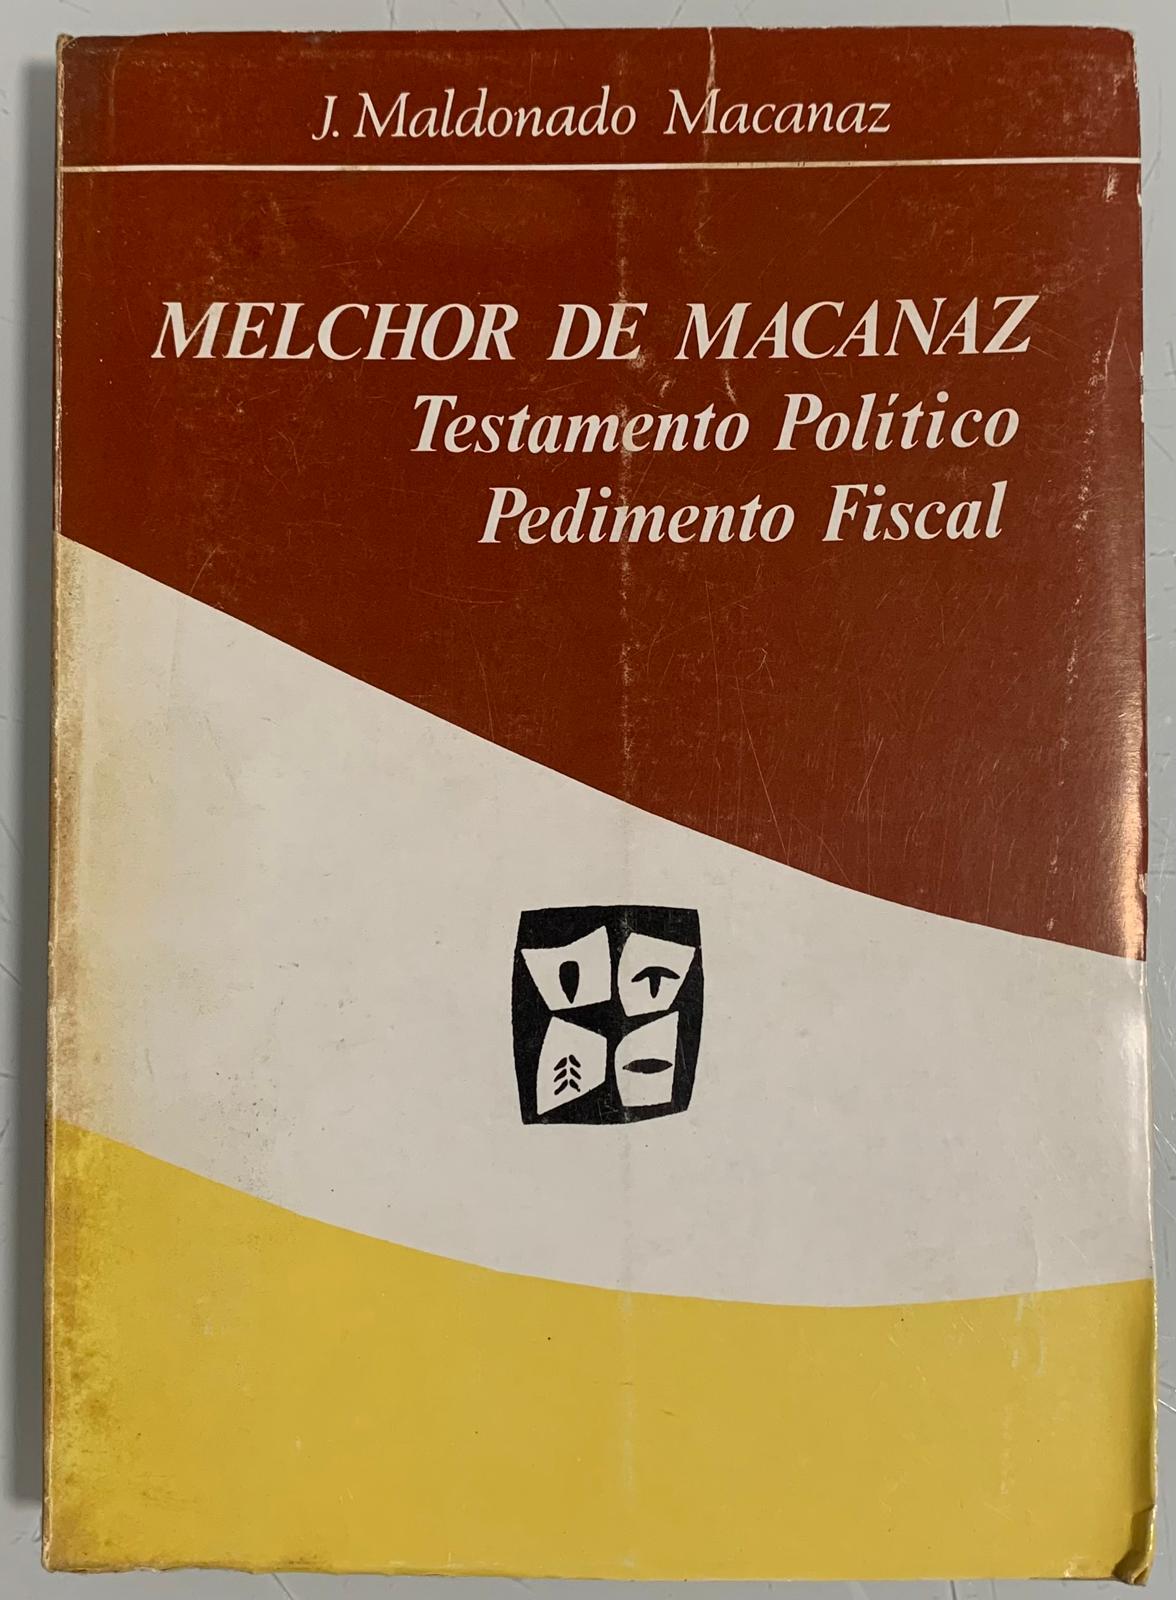 J. Maldonado Macanaz
MELCHOR DE MACANAZ
Testamento Político
Pedimento Fiscal